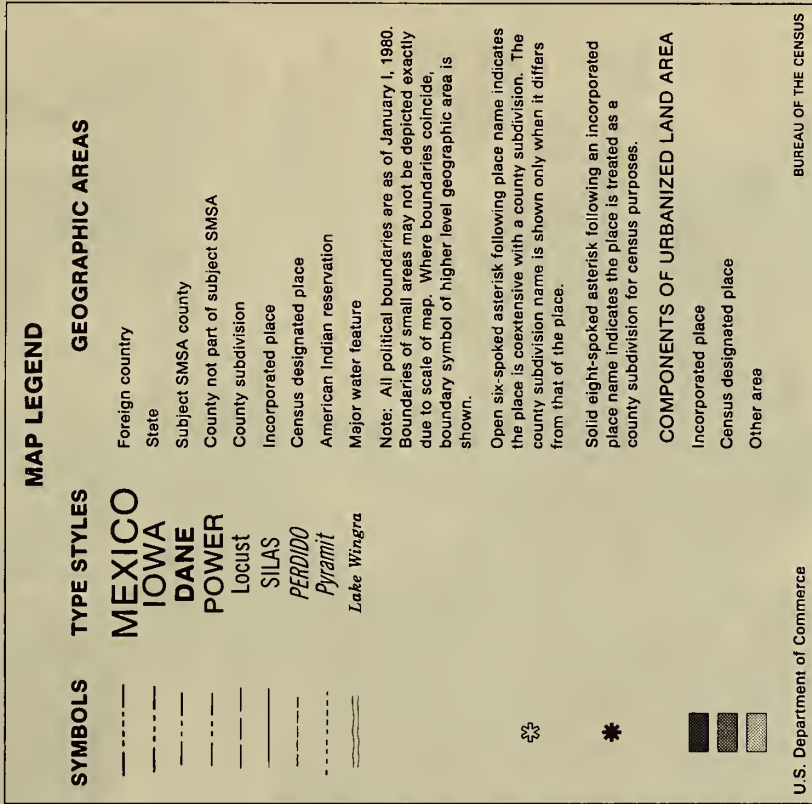 MAP LEGEND
SYMBOLS TYPE STYLES GEOGRAPHIC AREAS
MEXICO Foreign country
IOWA State
DANE Subject SMSA county
POWER County not part of subject SMSA
Locust County subdivision
SILAS Incorporated place
PERDIDO Census designated place
Pyramit American Indian reservation
Lake Wingra Major water feature
Note: All political boundaries are as of January I, 1980.
Boundaries of small areas may not be depicted exactly
due to scale of map. Where boundaries coincide,
boundary symbol of higher level geographic area is
shown.
Open six-spoked asterisk following place name indicates
the place is coextensive with a county subdivision. The
county subdivision name is shown only when it differs
from that of the place.
Solid eight-spoked asterisk following an incorporated
place name indicates the place is treated as a
county subdivision for census purposes.
COMPONENTS OF URBANIZED LAND AREA
Incorporated place
Census designated place
Other area
U.S. Department of Commerce BUREAU OF THE CENSUS